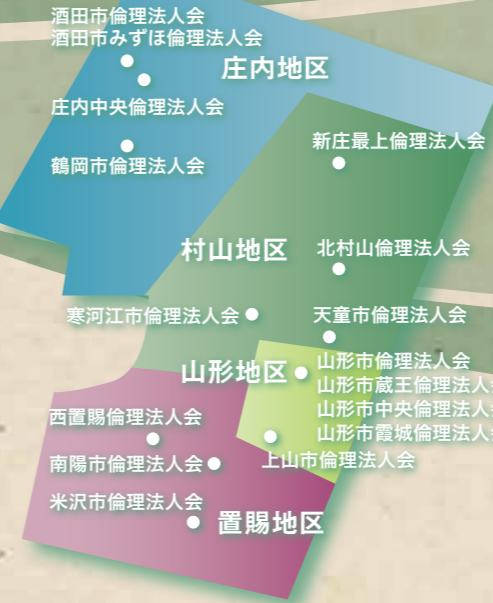 酒田市倫理法人会
酒田市みずほ倫理法人会
庄内地区
庄内中央倫理法人会
鶴岡市倫理法人会
新庄最上倫理法人会
村山地区
北村山倫理法人会
寒河江市倫理法人会
天童市倫理法人会
山形地区
山形市倫理法人会
山形市蔵王倫理法人会
山形市中央倫理法人会
山形市霞城倫理法人会
西置賜倫理法人会
南陽市倫理法人会
上山市倫理法人会
米沢市倫理法人会
置賜地区